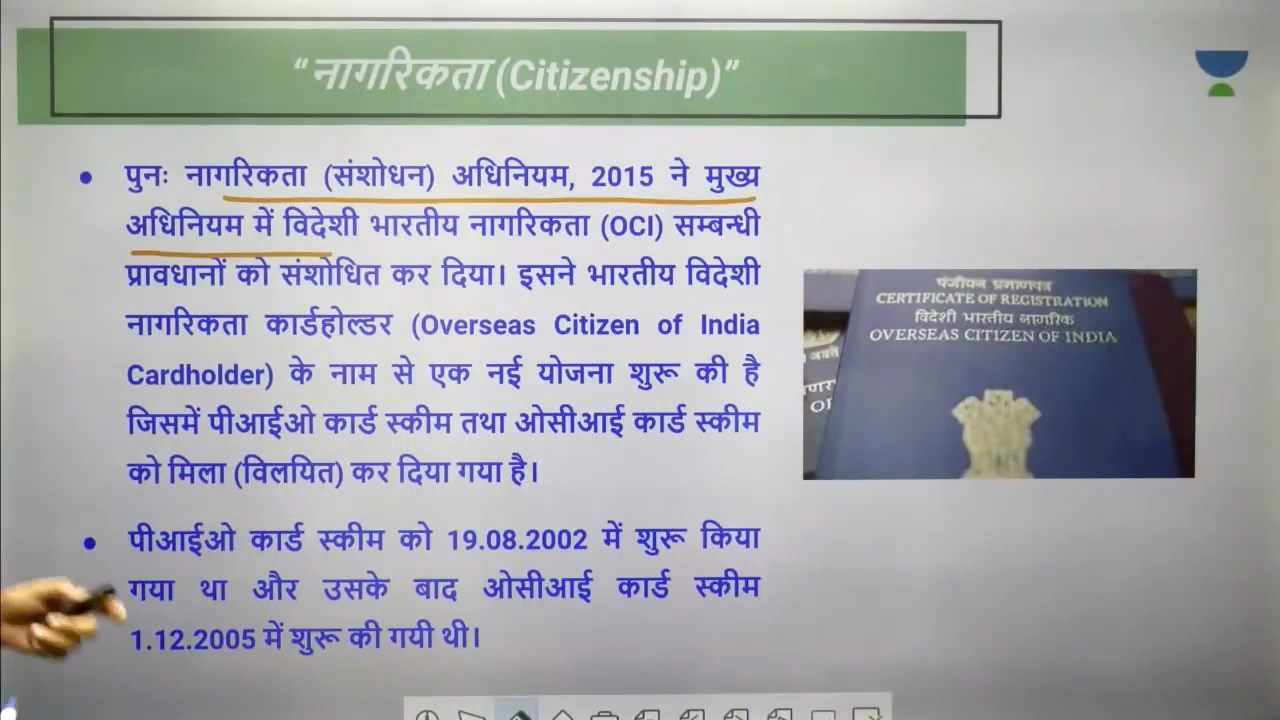 “नागरिकता (Citizenship)”
• पुनः नागरिकता (संशोधन) अधिनियम, 2015 ने मुख्य
अधिनियम में विदेशी भारतीय नागरिकता (OCI) सम्बन्धी
प्रावधानों को संशोधित कर दिया। इसने भारतीय विदेशी
नागरिकता कार्डहोल्डर (Overseas Citizen of India
Cardholder) के नाम से एक नई योजना शुरू की है
जिसमें पीआईओ कार्ड स्कीम तथा ओसीआई कार्ड स्कीम
को मिला (विलयित) कर दिया गया है।
• पीआईओ कार्ड स्कीम को 19.08.2002 में शुरू किया
गया था और उसके बाद ओसीआई कार्ड स्कीम
1.12.2005 में शुरू की गयी थी।
पंजीयन प्रमाणपत्र
CERTIFICATE OF REGISTRATION
विदेशी भारतीय नागरिक
OVERSEAS CITIZEN OF INDIA